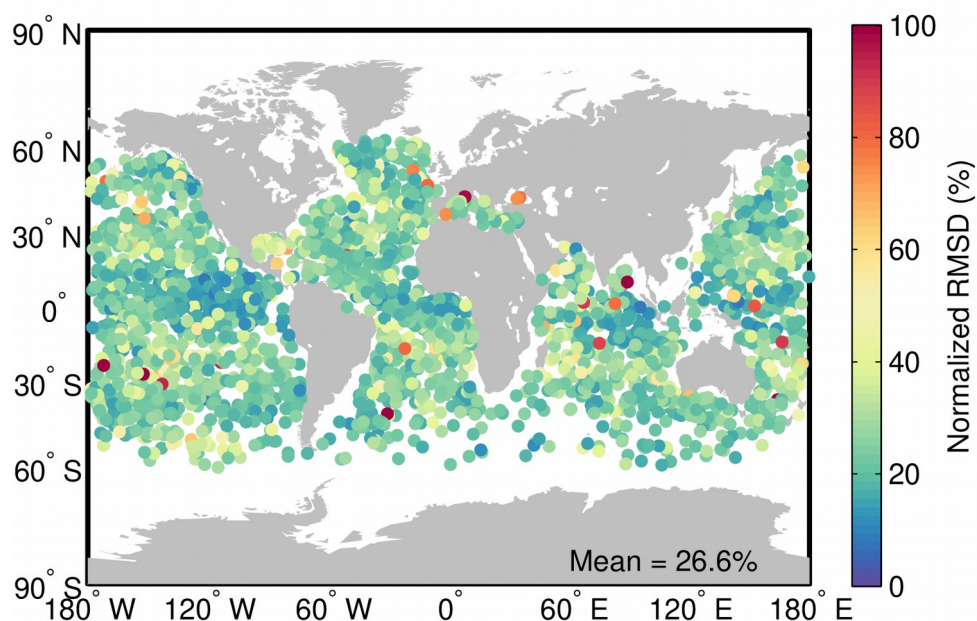 90° N
60° N
30° N
0°
30° S
60° S
90° S
180° W 120° W 60° W 0° 60° E 120° E 180° E
Mean = 26.6%
100
80
60
40
20
0
Normalized RMSD (%)